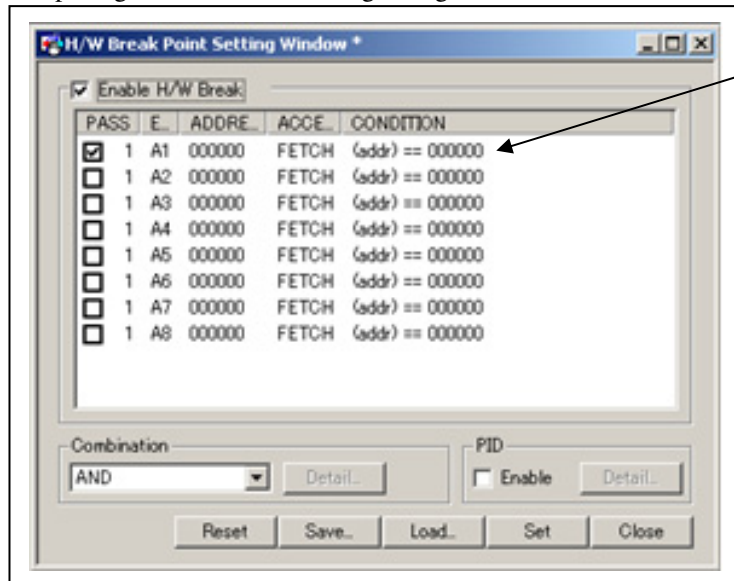 H/W Break Point Setting Window *
Enable H/W Break
PASS E... ADDRE... ACCE... CONDITION
1 A1 000000 FETCH (addr) == 000000
1 A2 000000 FETCH (addr) == 000000
1 A3 000000 FETCH (addr) == 000000
1 A4 000000 FETCH (addr) == 000000
1 A5 000000 FETCH (addr) == 000000
1 A6 000000 FETCH (addr) == 000000
1 A7 000000 FETCH (addr) == 000000
1 A8 000000 FETCH (addr) == 000000
Combination
PID
AND Detail... Enable Detail...
Reset Save... Load... Set Close